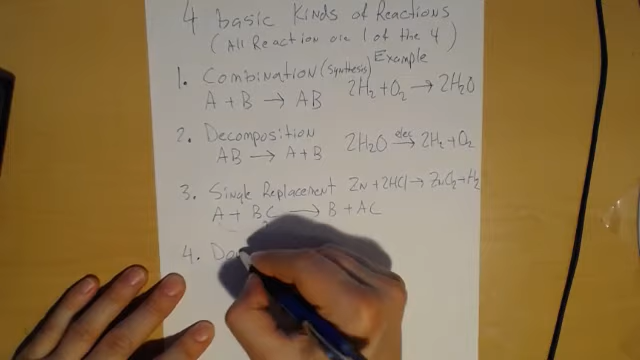 4 basic Kinds of Reactions
(All Reaction are 1 of the 4)
Example
1. Combination (Synthesis) 2H₂ + O₂ → 2H₂O
A + B → AB
2. Decomposition 2H₂O elec→ 2H₂ + O₂
AB → A + B
3. Single Replacement Zn + 2HCl → ZnCl₂ + H₂
A + BC → B + AC
4. Do